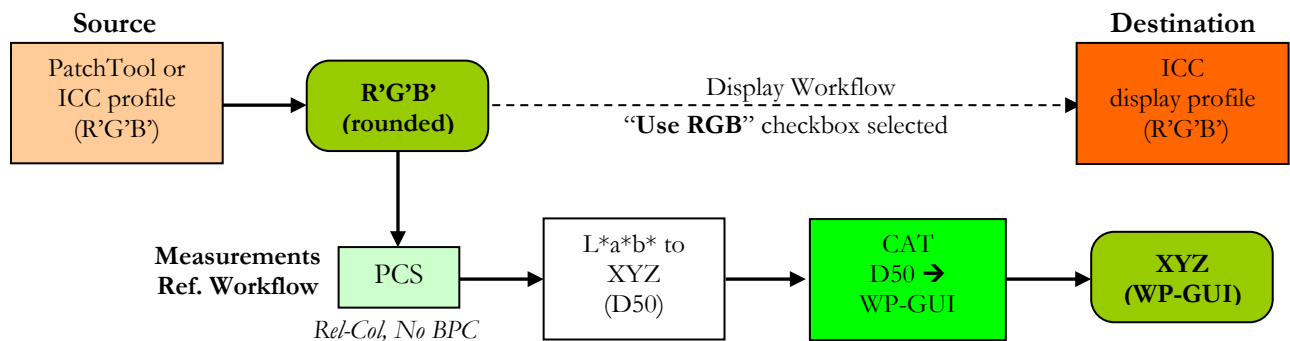 Source
Destination
PatchTool or
ICC profile
(R’G’B’)
R’G’B’
(rounded)
Display Workflow
“Use RGB” checkbox selected
ICC
display profile
(R’G’B’)
Measurements
Ref. Workflow
PCS
Rel-Col, No BPC
L*a*b* to
XYZ
(D50)
CAT
D50 ➔
WP-GUI
XYZ
(WP-GUI)